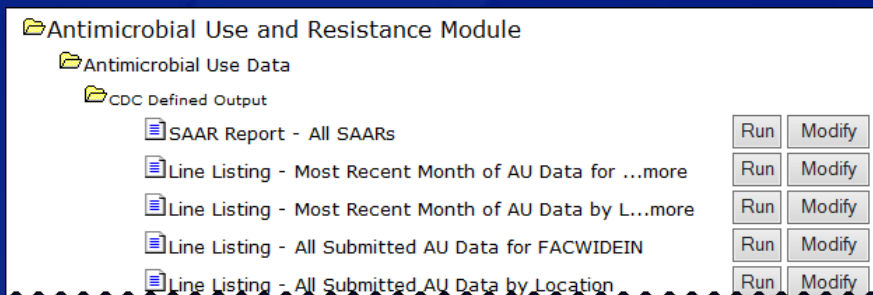 Antimicrobial Use and Resistance Module
Antimicrobial Use Data
CDC Defined Output
SAAR Report - All SAARs Run Modify
Line Listing - Most Recent Month of AU Data for ...more Run Modify
Line Listing - Most Recent Month of AU Data by L...more Run Modify
Line Listing - All Submitted AU Data for FACWIDEIN Run Modify
Line Listing - All Submitted AU Data by Location Run Modify